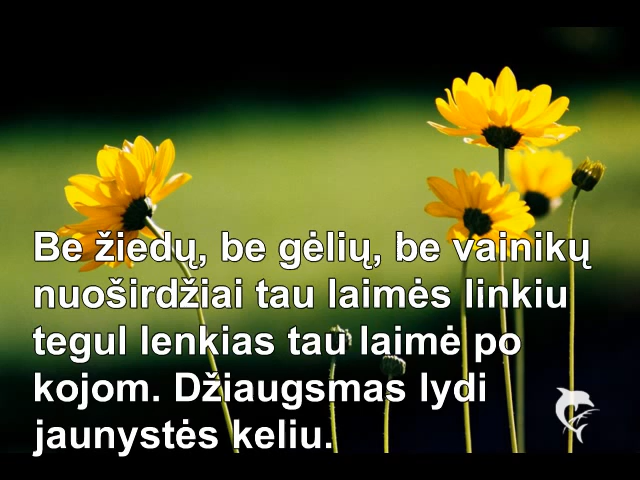 Be žiedų, be gėlių, be vainikų
nuoširdžiai tau laimės linkiu
tegul lenkias tau laimė po
kojom. Džiaugsmas lydi
jaunystės keliu.